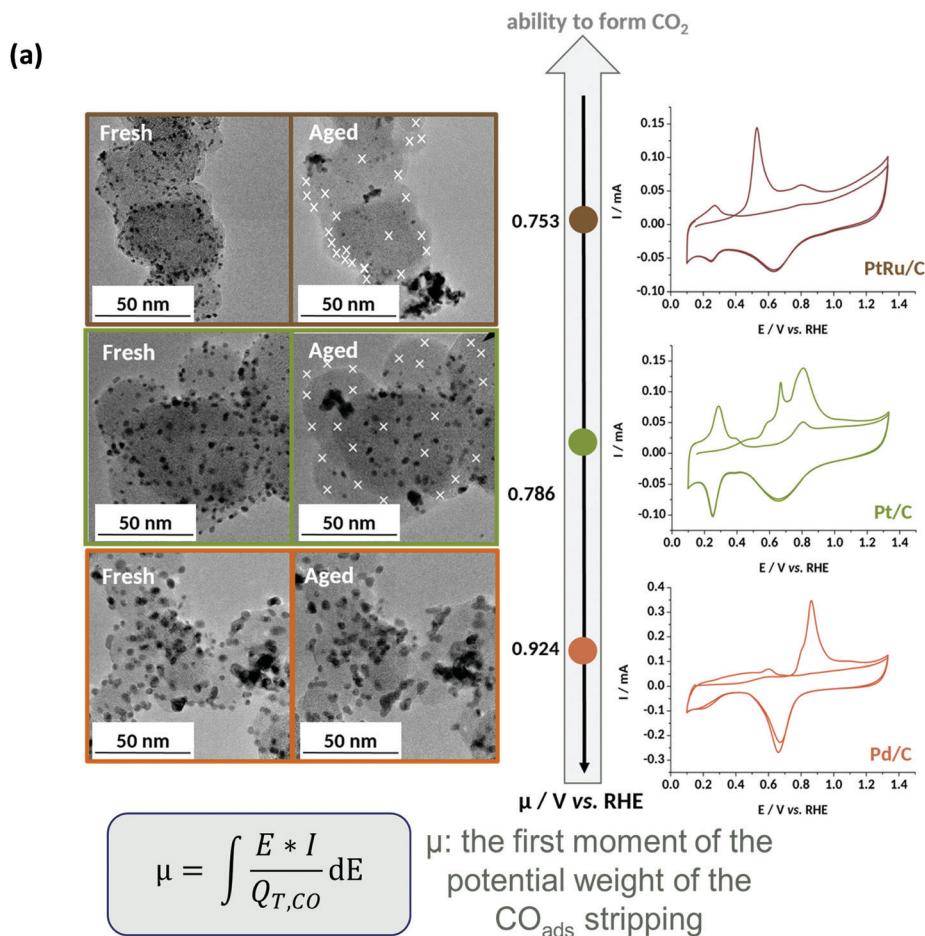 (a)
ability to form CO₂
Fresh
Aged
50 nm
50 nm
0.753
0.15
0.10
0.05
0.00
-0.05
-0.10
I / mA
0.0 0.2 0.4 0.6 0.8 1.0 1.2 1.4
E / V vs. RHE
PtRu/C
Fresh
Aged
50 nm
50 nm
0.786
0.15
0.10
0.05
0.00
-0.05
-0.10
I / mA
0.0 0.2 0.4 0.6 0.8 1.0 1.2 1.4
E / V vs. RHE
Pt/C
Fresh
Aged
50 nm
50 nm
0.924
0.4
0.3
0.2
0.1
0.0
-0.1
-0.2
-0.3
I / mA
0.0 0.2 0.4 0.6 0.8 1.0 1.2 1.4
E / V vs. RHE
Pd/C
μ / V vs. RHE
μ = ∫ E * I / Q_{T,CO} dE
μ: the first moment of the
potential weight of the
CO_{ads} stripping